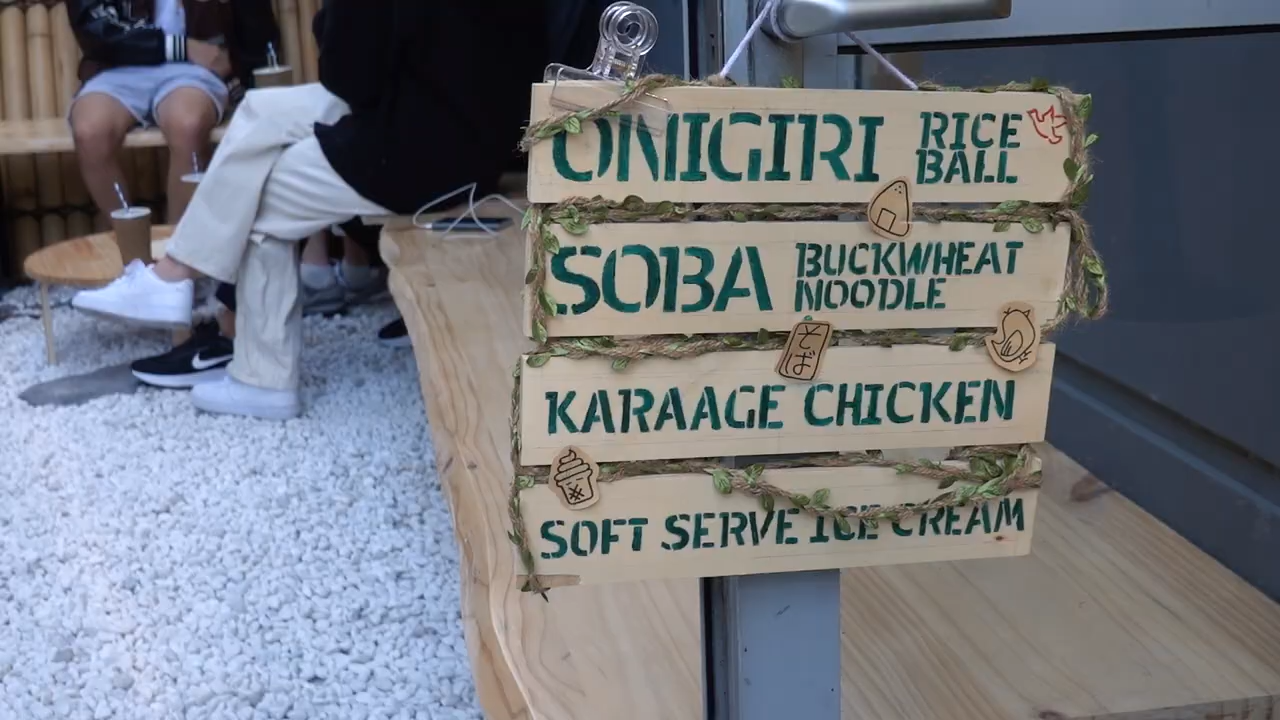 ONIGIRI RICE BALL
SOBA BUCKWHEAT NOODLE
そば
KARAAGE CHICKEN
SOFT SERVE ICE CREAM